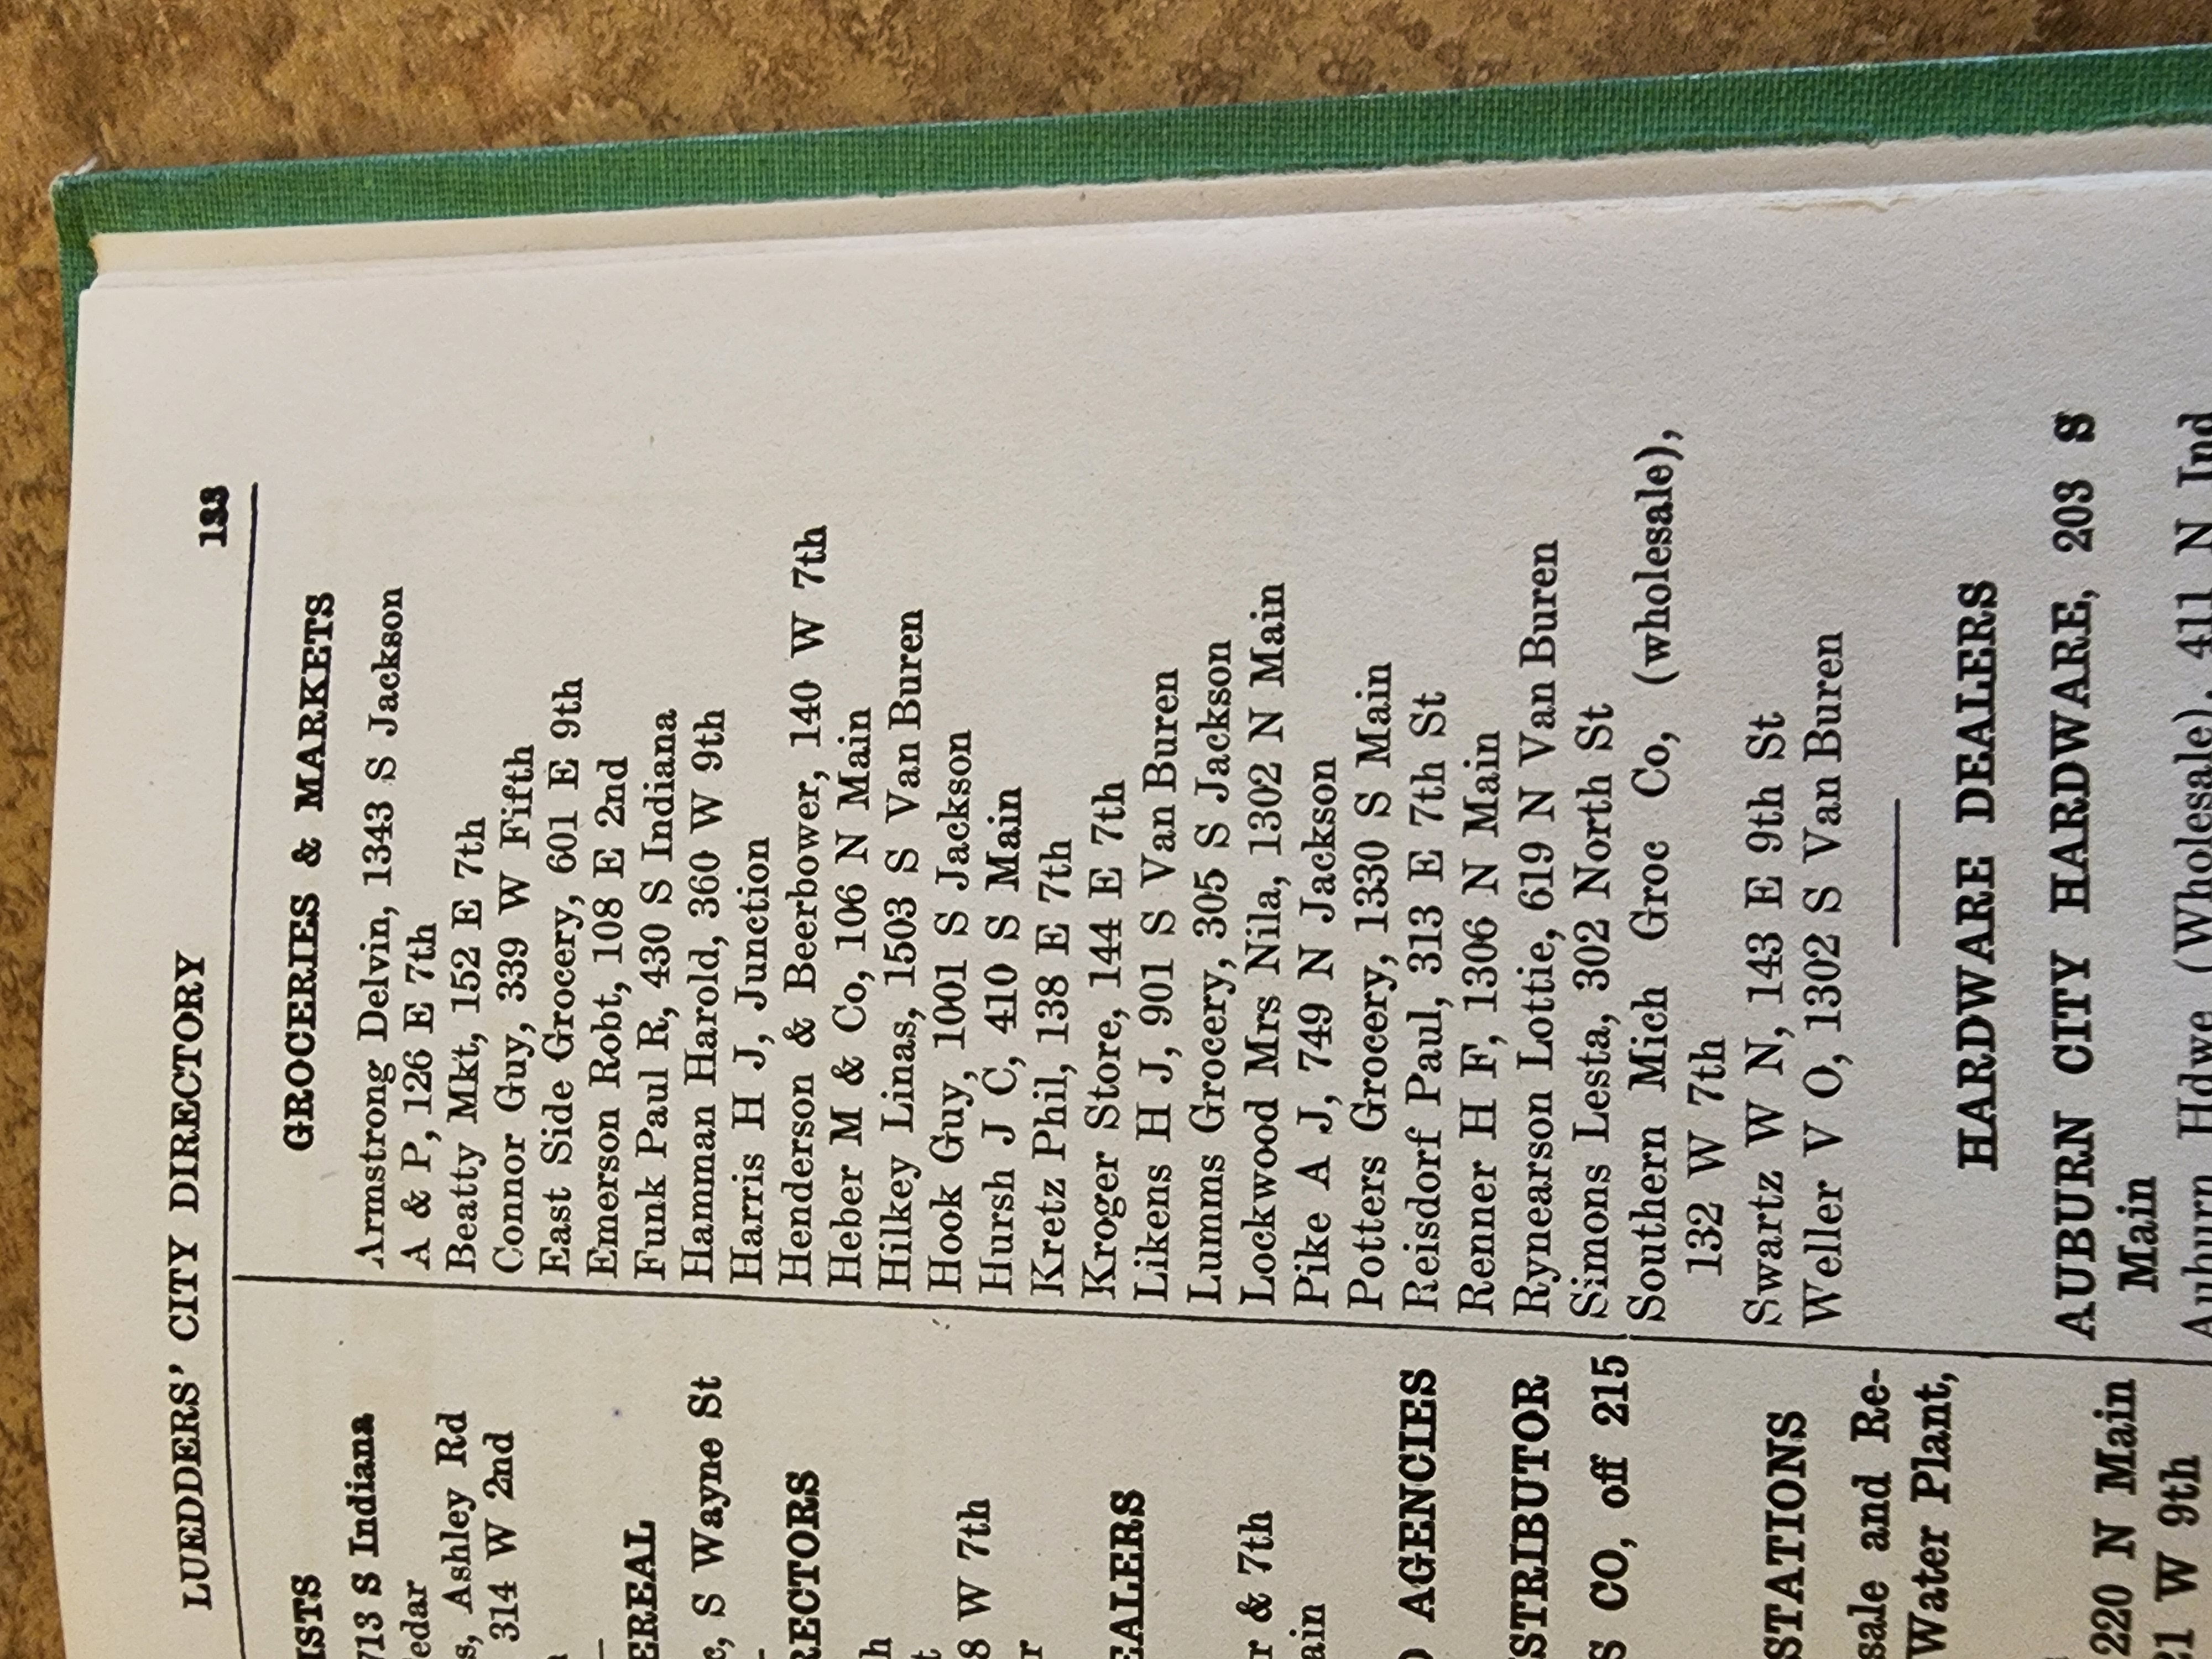 LUEDDERS' CITY DIRECTORY 133
ISTS
713 S Indiana
edar
s, Ashley Rd
314 W 2nd
EREAL
, S Wayne St
RECTORS
8 W 7th
EALERS
r & 7th
ain
AGENCIES
STRIBUTOR
S CO, off 215
STATIONS
sale and Re-
Water Plant,
220 N Main
21 W 9th
GROCERIES & MARKETS
Armstrong Delvin, 1343 S Jackson
A & P, 126 E 7th
Beatty Mkt, 152 E 7th
Connor Guy, 339 W Fifth
East Side Grocery, 601 E 9th
Emerson Robt, 108 E 2nd
Funk Paul R, 430 S Indiana
Hamman Harold, 360 W 9th
Harris H J, Junction
Henderson & Beerbower, 140 W 7th
Heber M & Co, 106 N Main
Hilkey Linas, 1503 S Van Buren
Hook Guy, 1001 S Jackson
Hursh J C, 410 S Main
Kretz Phil, 138 E 7th
Kroger Store, 144 E 7th
Likens H J, 901 S Van Buren
Lumms Grocery, 305 S Jackson
Lockwood Mrs Nila, 1302 N Main
Pike A J, 749 N Jackson
Potters Grocery, 1330 S Main
Reisdorf Paul, 313 E 7th St
Renner H F, 1306 N Main
Rynearson Lottie, 619 N Van Buren
Simons Lesta, 302 North St
Southern Mich Groc Co, (wholesale),
132 W 7th
Swartz W N, 143 E 9th St
Weller V O, 1302 S Van Buren
HARDWARE DEALERS
AUBURN CITY HARDWARE, 203 S
Main
Auburn Hdwe (Wholesale), 411 N Ind